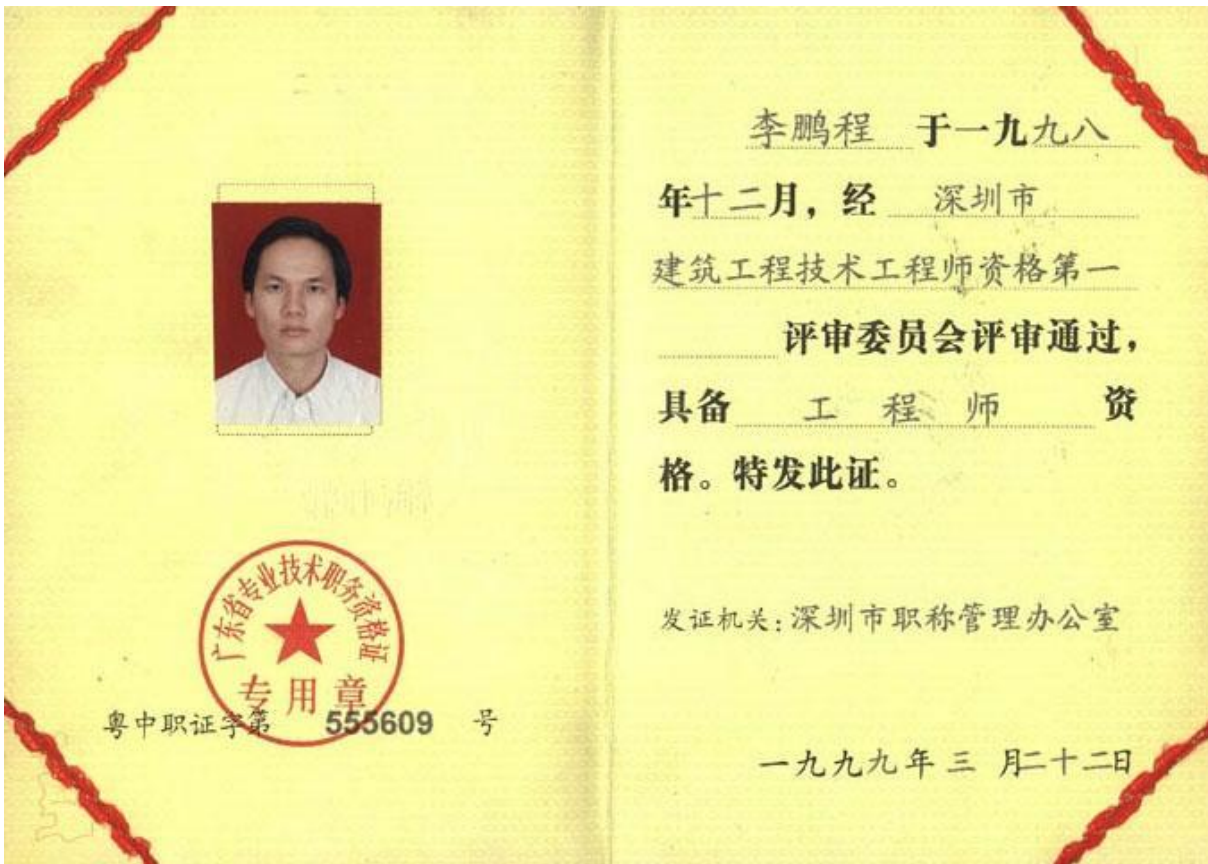 广东省专业技术职务资格证
专用章
粤中职证字第 555609 号
李鹏程 于一九九八
年十二月，经 深圳市
建筑工程技术工程师资格第一
评审委员会评审通过，
具备 工 程 师 资
格。特发此证。
发证机关：深圳市职称管理办公室
一九九九年 三 月二十二日